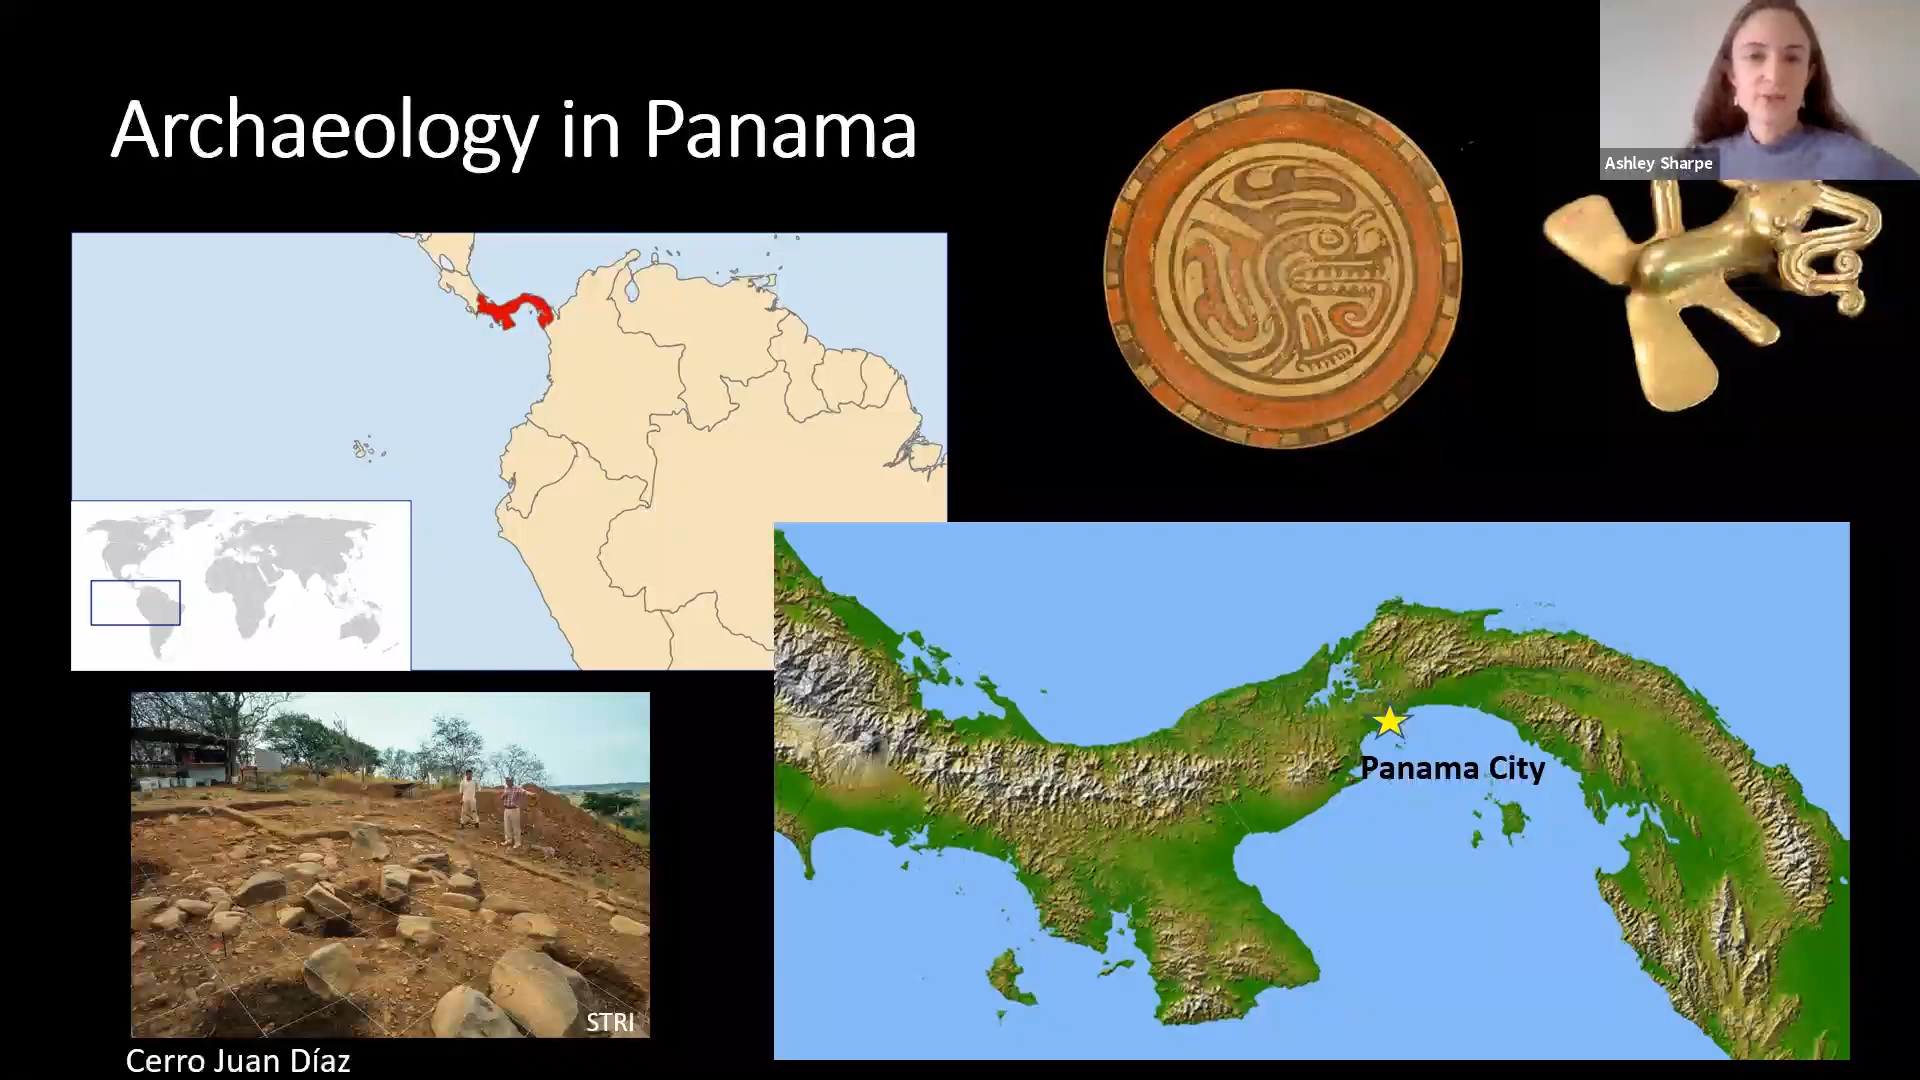 Archaeology in Panama
Ashley Sharpe
Panama City
STRI
Cerro Juan Díaz